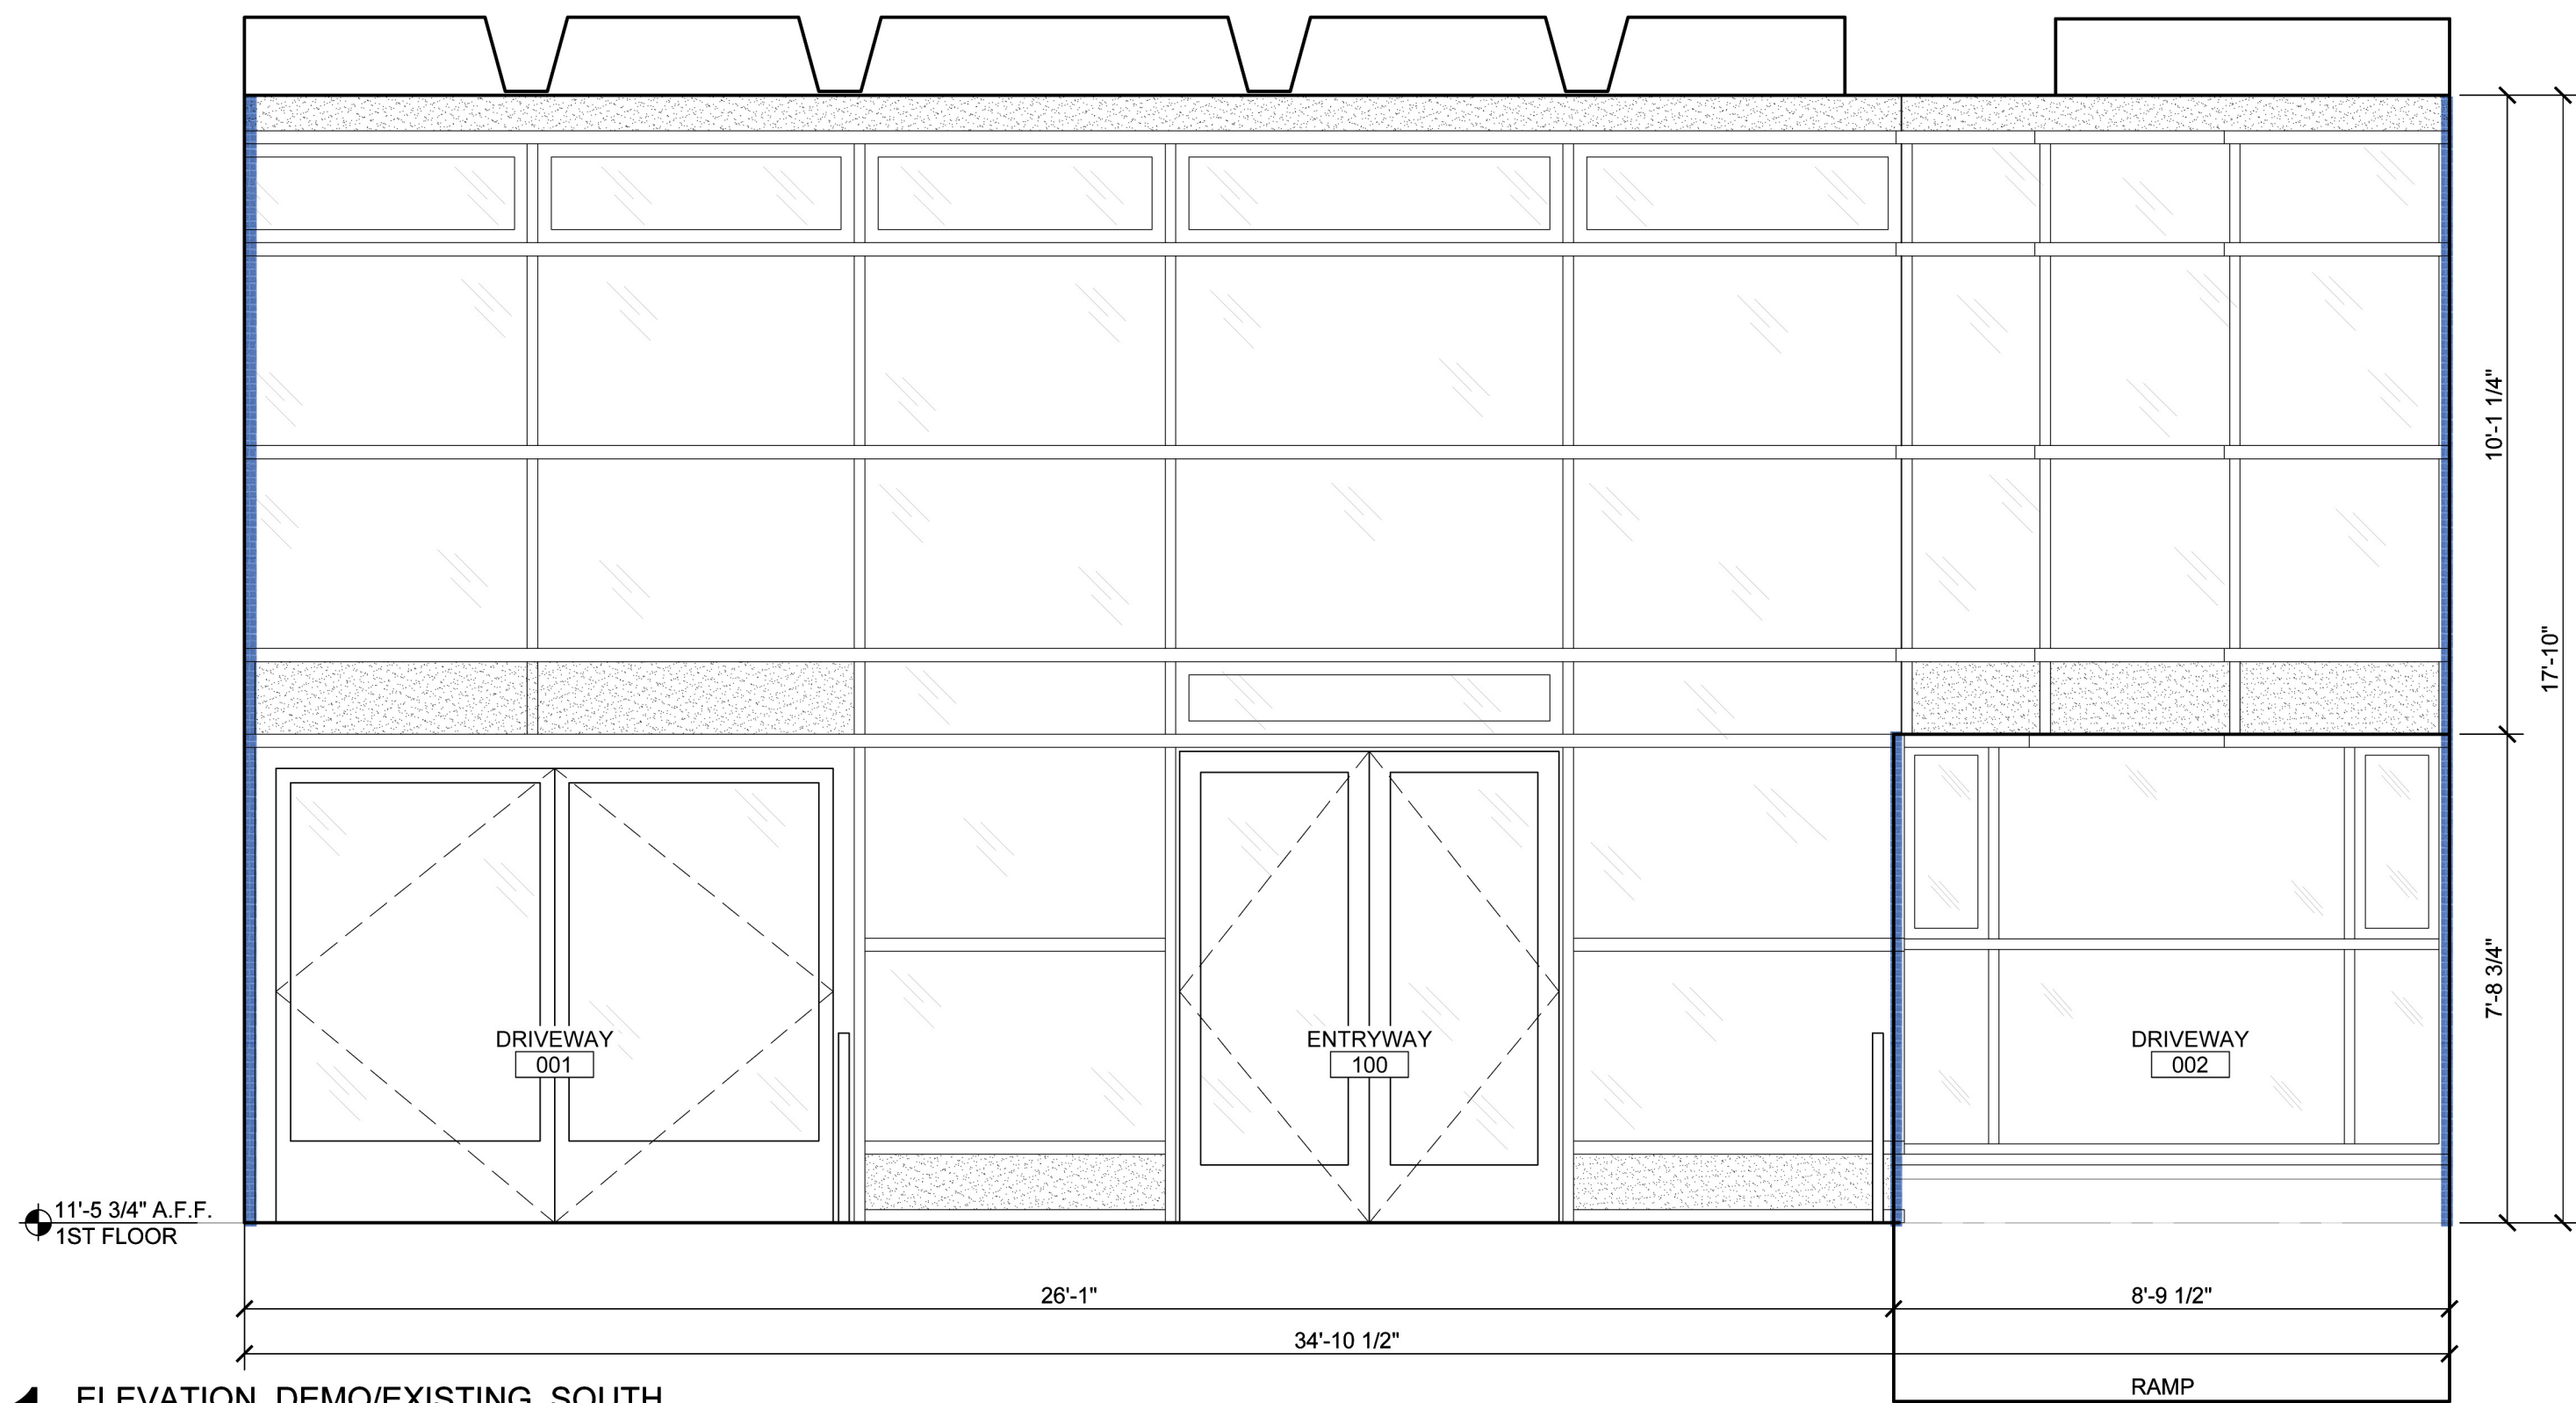 10'-1 1/4"
17'-10"
7'-8 3/4"
DRIVEWAY
001
ENTRYWAY
100
DRIVEWAY
002
11'-5 3/4" A.F.F.
1ST FLOOR
26'-1"
8'-9 1/2"
34'-10 1/2"
RAMP
1 ELEVATION DEMO/EXISTING SOUTH